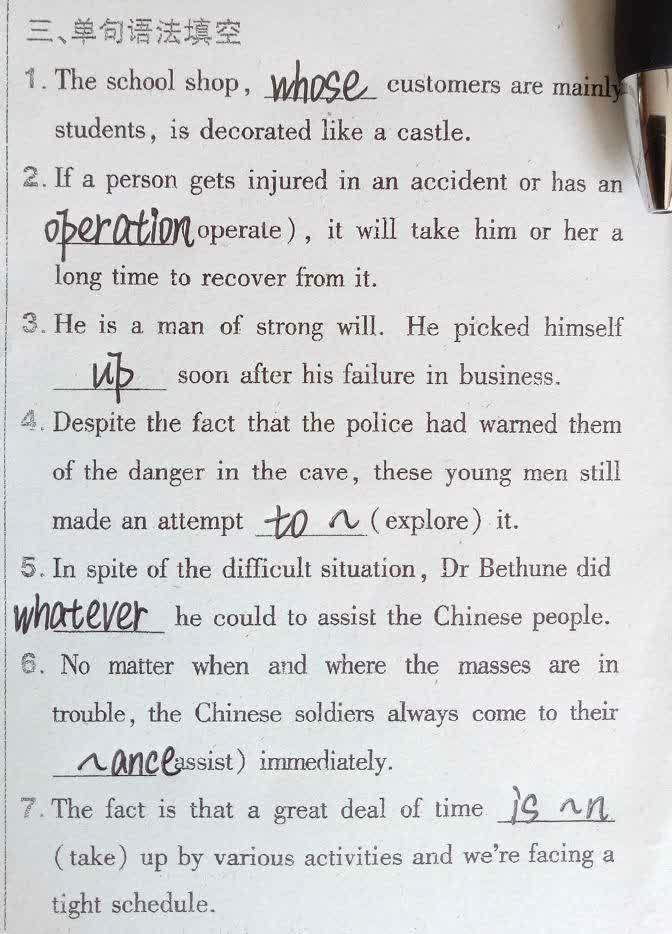 三、单句语法填空
1. The school shop, whose customers are mainly
students, is decorated like a castle.
2. If a person gets injured in an accident or has an
operation operate), it will take him or her a
long time to recover from it.
3. He is a man of strong will. He picked himself
up soon after his failure in business.
4. Despite the fact that the police had warned them
of the danger in the cave, these young men still
made an attempt to ~ (explore) it.
5. In spite of the difficult situation, Dr Bethune did
whatever he could to assist the Chinese people.
6. No matter when and where the masses are in
trouble, the Chinese soldiers always come to their
~ance assist) immediately.
7. The fact is that a great deal of time is ~n
(take) up by various activities and we're facing a
tight schedule.